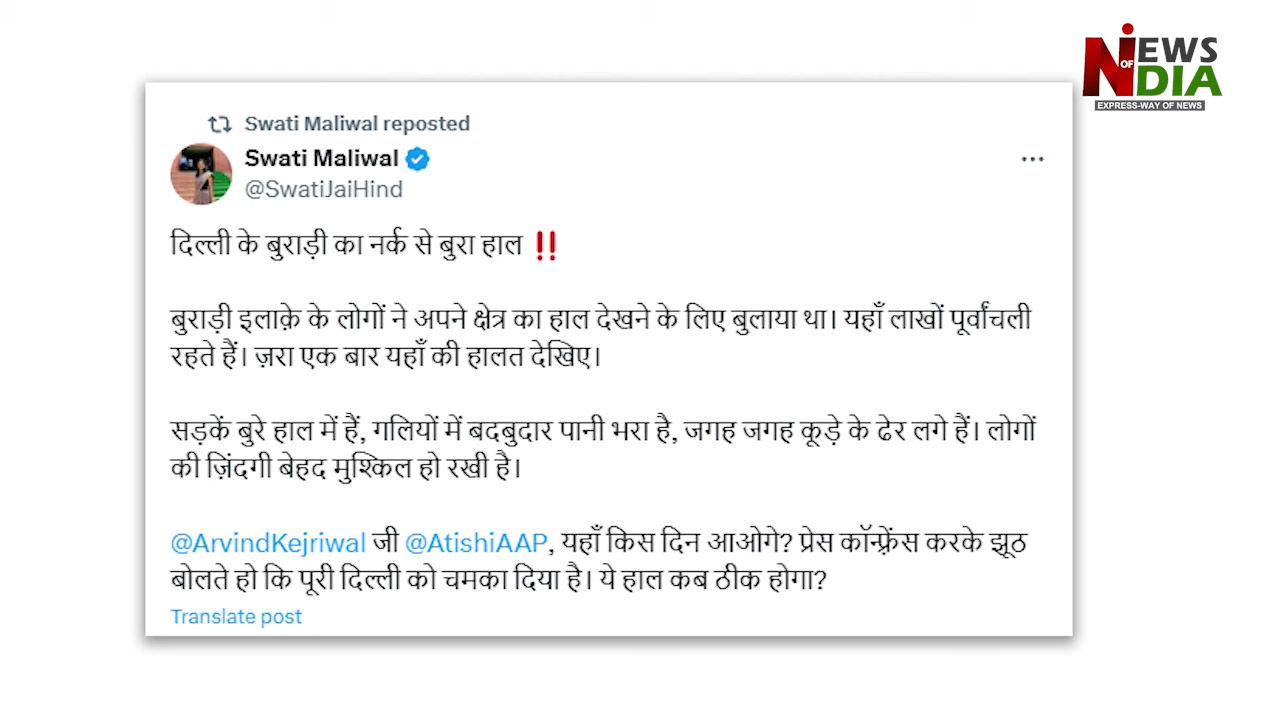 NEWS OF INDIA
EXPRESS-WAY OF NEWS
Swati Maliwal reposted
Swati Maliwal
@SwatiJaiHind
दिल्ली के बुराड़ी का नर्क से बुरा हाल ‼️
बुराड़ी इलाक़े के लोगों ने अपने क्षेत्र का हाल देखने के लिए बुलाया था। यहाँ लाखों पूर्वांचली
रहते हैं। ज़रा एक बार यहाँ की हालत देखिए।
सड़कें बुरे हाल में हैं, गलियों में बदबुदार पानी भरा है, जगह जगह कूड़े के ढेर लगे हैं। लोगों
की ज़िंदगी बेहद मुश्किल हो रखी है।
@ArvindKejriwal जी @AtishiAAP, यहाँ किस दिन आओगे? प्रेस कॉन्फ़्रेंस करके झूठ
बोलते हो कि पूरी दिल्ली को चमका दिया है। ये हाल कब ठीक होगा?
Translate post